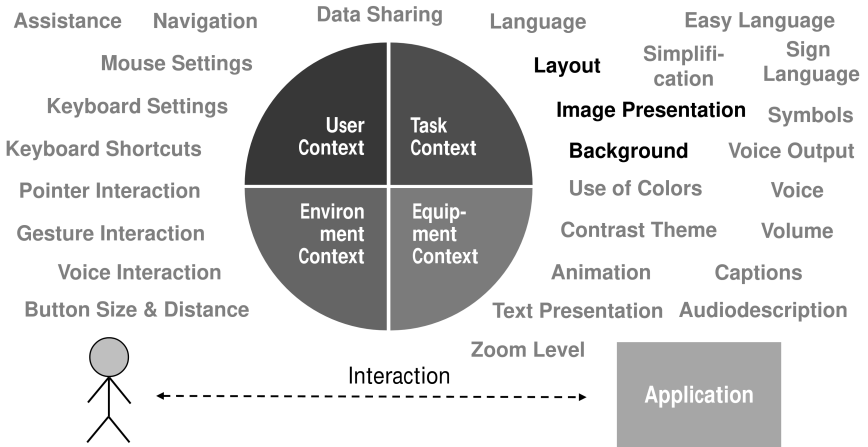 Assistance Navigation Data Sharing Language Easy Language
Mouse Settings Layout Simplifi-
cation Sign
Language
Keyboard Settings Image Presentation Symbols
Keyboard Shortcuts Background Voice Output
Pointer Interaction Use of Colors Voice
Gesture Interaction Contrast Theme Volume
Voice Interaction Animation Captions
Button Size & Distance Text Presentation Audiodescription
Zoom Level
User
Context
Task
Context
Environ
ment
Context
Equip-
ment
Context
Interaction
Application